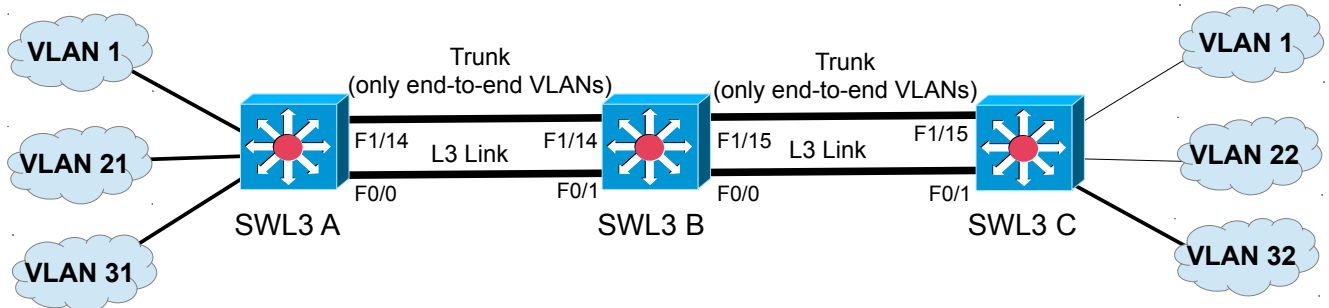 VLAN 1
VLAN 21
VLAN 31
Trunk
(only end-to-end VLANs)
F1/14
F1/14
L3 Link
F0/0
F0/1
SWL3 A
SWL3 B
Trunk
(only end-to-end VLANs)
F1/15
F1/15
L3 Link
F0/0
F0/1
SWL3 C
VLAN 1
VLAN 22
VLAN 32